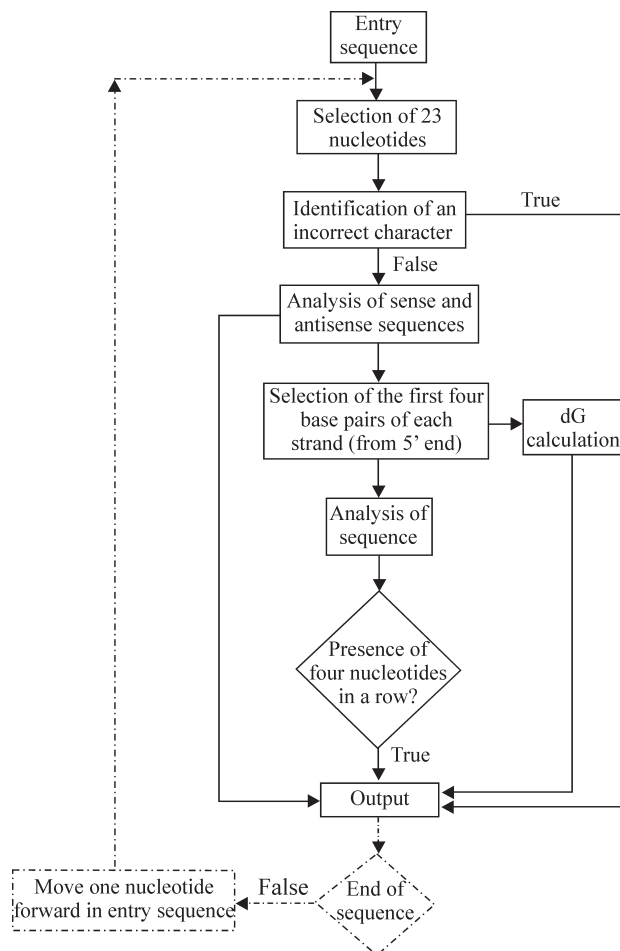 Entry
sequence
Selection of 23
nucleotides
Identification of an
incorrect character
True
False
Analysis of sense and
antisense sequences
Selection of the first four
base pairs of each
strand (from 5’ end)
dG
calculation
Analysis of
sequence
Presence of
four nucleotides
in a row?
True
Output
End of
sequence
False
Move one nucleotide
forward in entry sequence